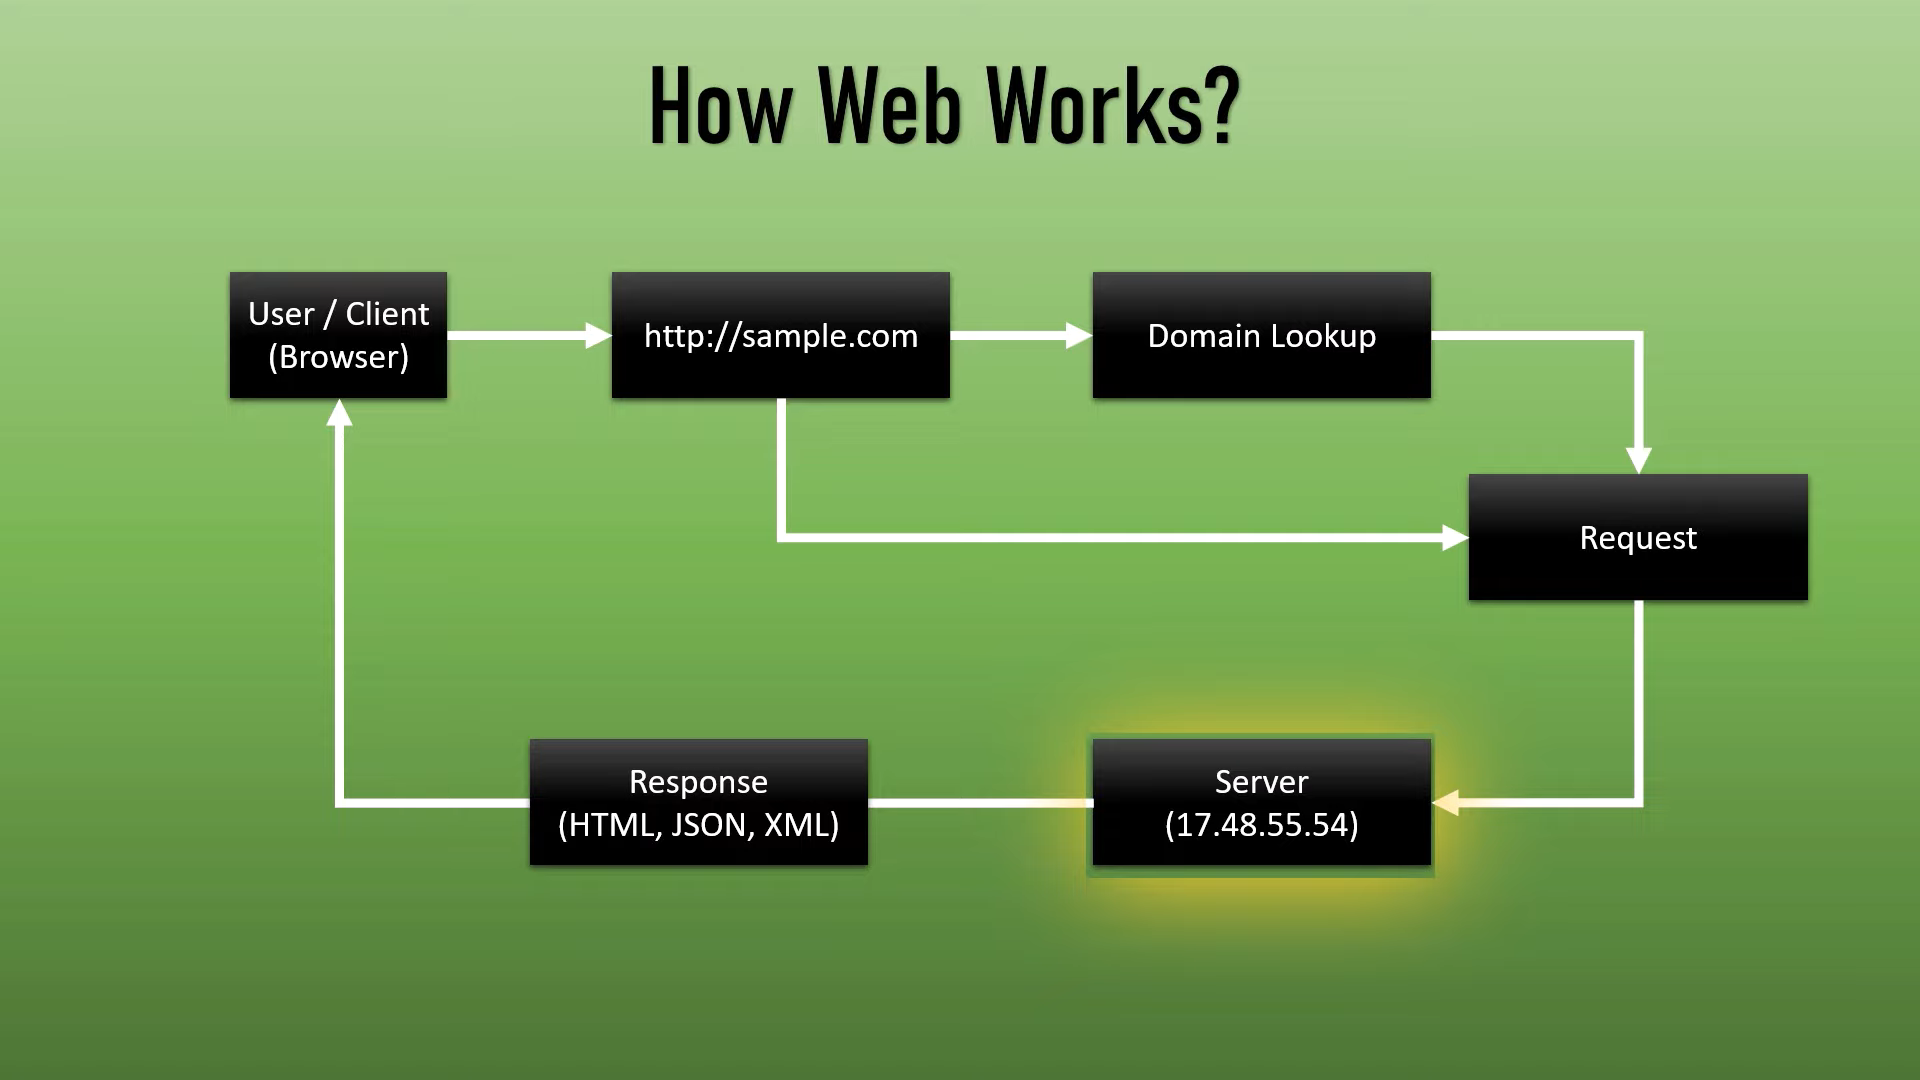 How Web Works?
User / Client
(Browser)
http://sample.com
Domain Lookup
Request
Response
(HTML, JSON, XML)
Server
(17.48.55.54)